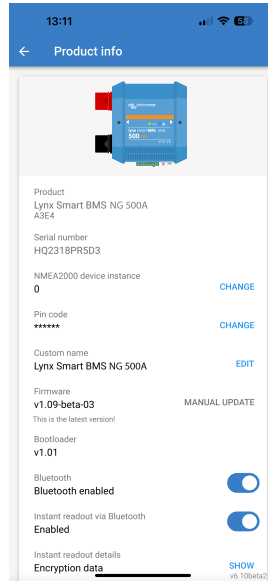 13:11
Product info
500
Product
Lynx Smart BMS NG 500A
A3E4
Serial number
HQ2318PR5D3
NMEA2000 device instance
0
CHANGE
Pin code
******
CHANGE
Custom name
Lynx Smart BMS NG 500A
EDIT
Firmware
v1.09-beta-03
MANUAL UPDATE
This is the latest version!
Bootloader
v1.01
Bluetooth
Bluetooth enabled
Instant readout via Bluetooth
Enabled
Instant readout details
Encryption data
SHOW
v6.10beta2